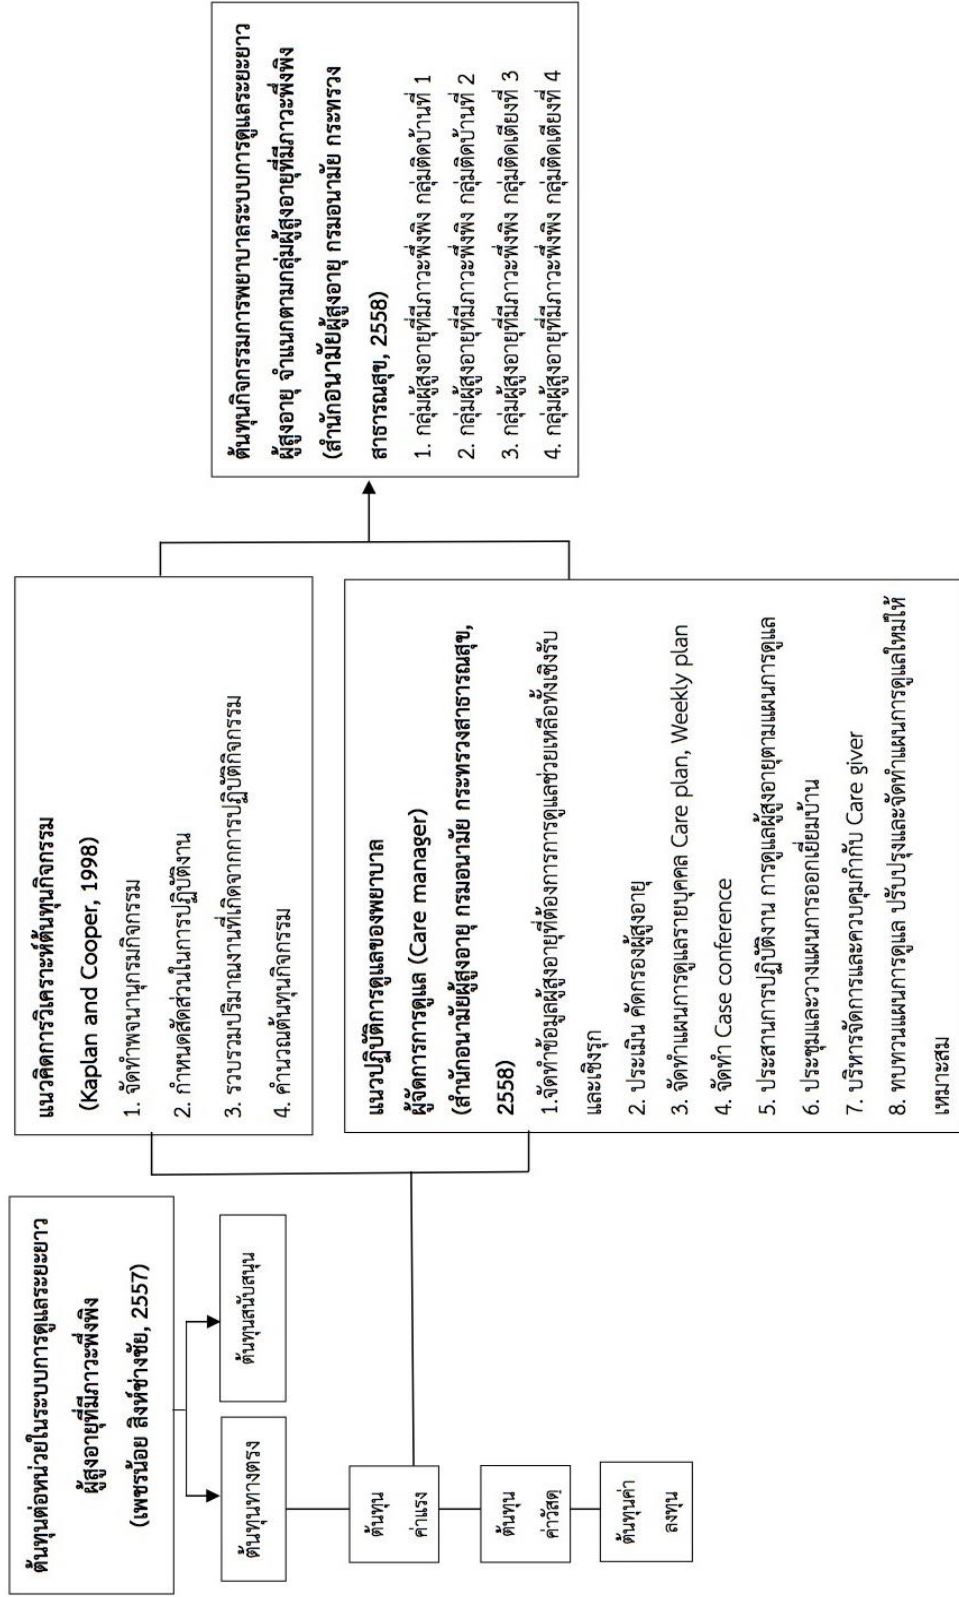 ต้นทุนต่อหน่วยในระบบการดูแลระยะยาว
ผู้สูงอายุที่มีภาวะพึ่งพิง
(เพชรน้อย สิงห์ช่างชัย, 2557)
ต้นทุนทางตรง
ต้นทุนสนับสนุน
ต้นทุน
ค่าแรง
ต้นทุน
ค่าวัสดุ
ต้นทุนค่า
ลงทุน
แนวคิดการวิเคราะห์ต้นทุนกิจกรรม
(Kaplan and Cooper, 1998)
1. จัดทำพจนานุกรมกิจกรรม
2. กำหนดสัดส่วนในการปฏิบัติงาน
3. รวบรวมปริมาณงานที่เกิดจากการปฏิบัติกิจกรรม
4. คำนวณต้นทุนกิจกรรม
แนวปฏิบัติการดูแลของพยาบาล
ผู้จัดการการดูแล (Care manager)
(สำนักอนามัยผู้สูงอายุ กรมอนามัย กระทรวงสาธารณสุข,
2558)
1.จัดทำข้อมูลผู้สูงอายุที่ต้องการการดูแลช่วยเหลือทั้งเชิงรับ
และเชิงรุก
2. ประเมิน คัดกรองผู้สูงอายุ
3. จัดทำแผนการดูแลรายบุคคล Care plan, Weekly plan
4. จัดทำ Case conference
5. ประสานการปฏิบัติงาน การดูแลผู้สูงอายุตามแผนการดูแล
6. ประชุมและวางแผนการออกเยี่ยมบ้าน
7. บริหารจัดการและควบคุมกำกับ Care giver
8. ทบทวนแผนการดูแล ปรับปรุงและจัดทำแผนการดูแลใหม่ให้
เหมาะสม
ต้นทุนกิจกรรมการพยาบาลระบบการดูแลระยะยาว
ผู้สูงอายุ จำแนกตามกลุ่มผู้สูงอายุที่มีภาวะพึ่งพิง
(สำนักอนามัยผู้สูงอายุ กรมอนามัย กระทรวง
สาธารณสุข, 2558)
1. กลุ่มผู้สูงอายุที่มีภาวะพึ่งพิง กลุ่มติดบ้านที่ 1
2. กลุ่มผู้สูงอายุที่มีภาวะพึ่งพิง กลุ่มติดบ้านที่ 2
3. กลุ่มผู้สูงอายุที่มีภาวะพึ่งพิง กลุ่มติดเตียงที่ 3
4. กลุ่มผู้สูงอายุที่มีภาวะพึ่งพิง กลุ่มติดเตียงที่ 4